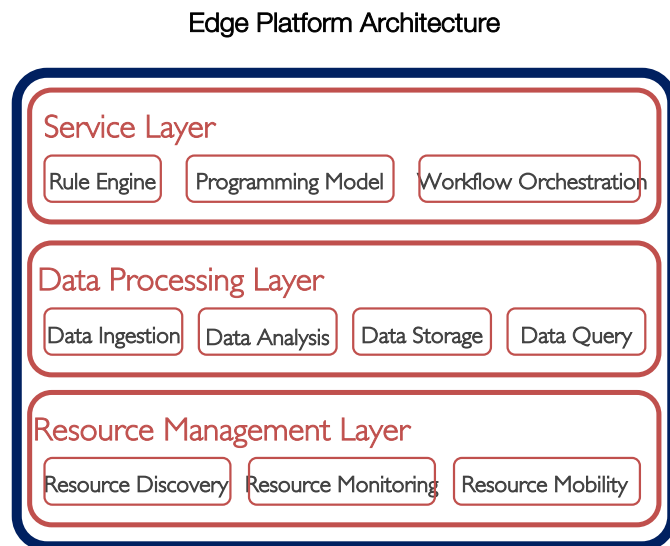 Edge Platform Architecture
Service Layer
Rule Engine
Programming Model
Workflow Orchestration
Data Processing Layer
Data Ingestion
Data Analysis
Data Storage
Data Query
Resource Management Layer
Resource Discovery
Resource Monitoring
Resource Mobility